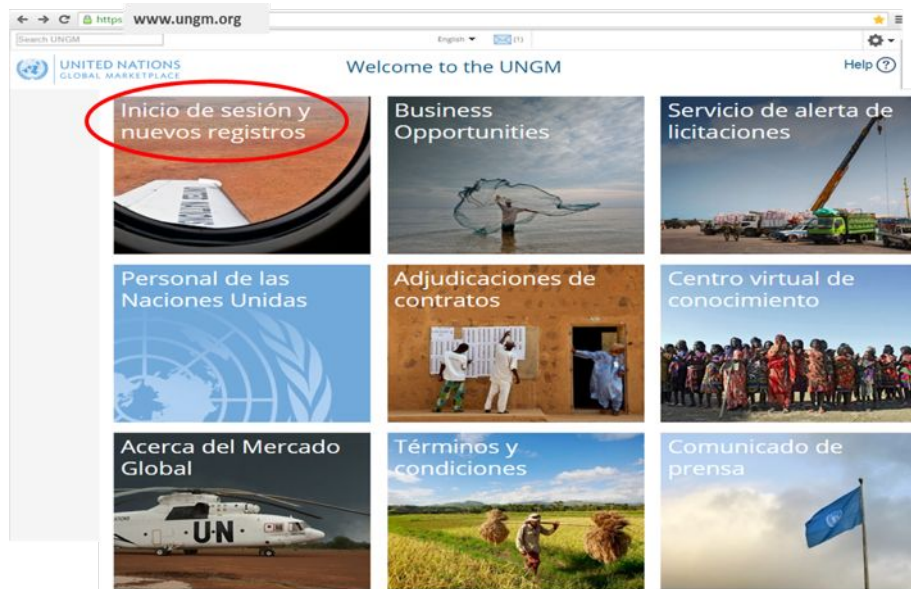 https
www.ungm.org
Search UNGM
English
(1)
UNITED NATIONS
GLOBAL MARKETPLACE
Welcome to the UNGM
Help ?
Inicio de sesión y
nuevos registros
Business
Opportunities
Servicio de alerta de
licitaciones
Personal de las
Naciones Unidas
Adjudicaciones de
contratos
Centro virtual de
conocimiento
Acerca del Mercado
Global
UN
Términos y
condiciones
Comunicado de
prensa